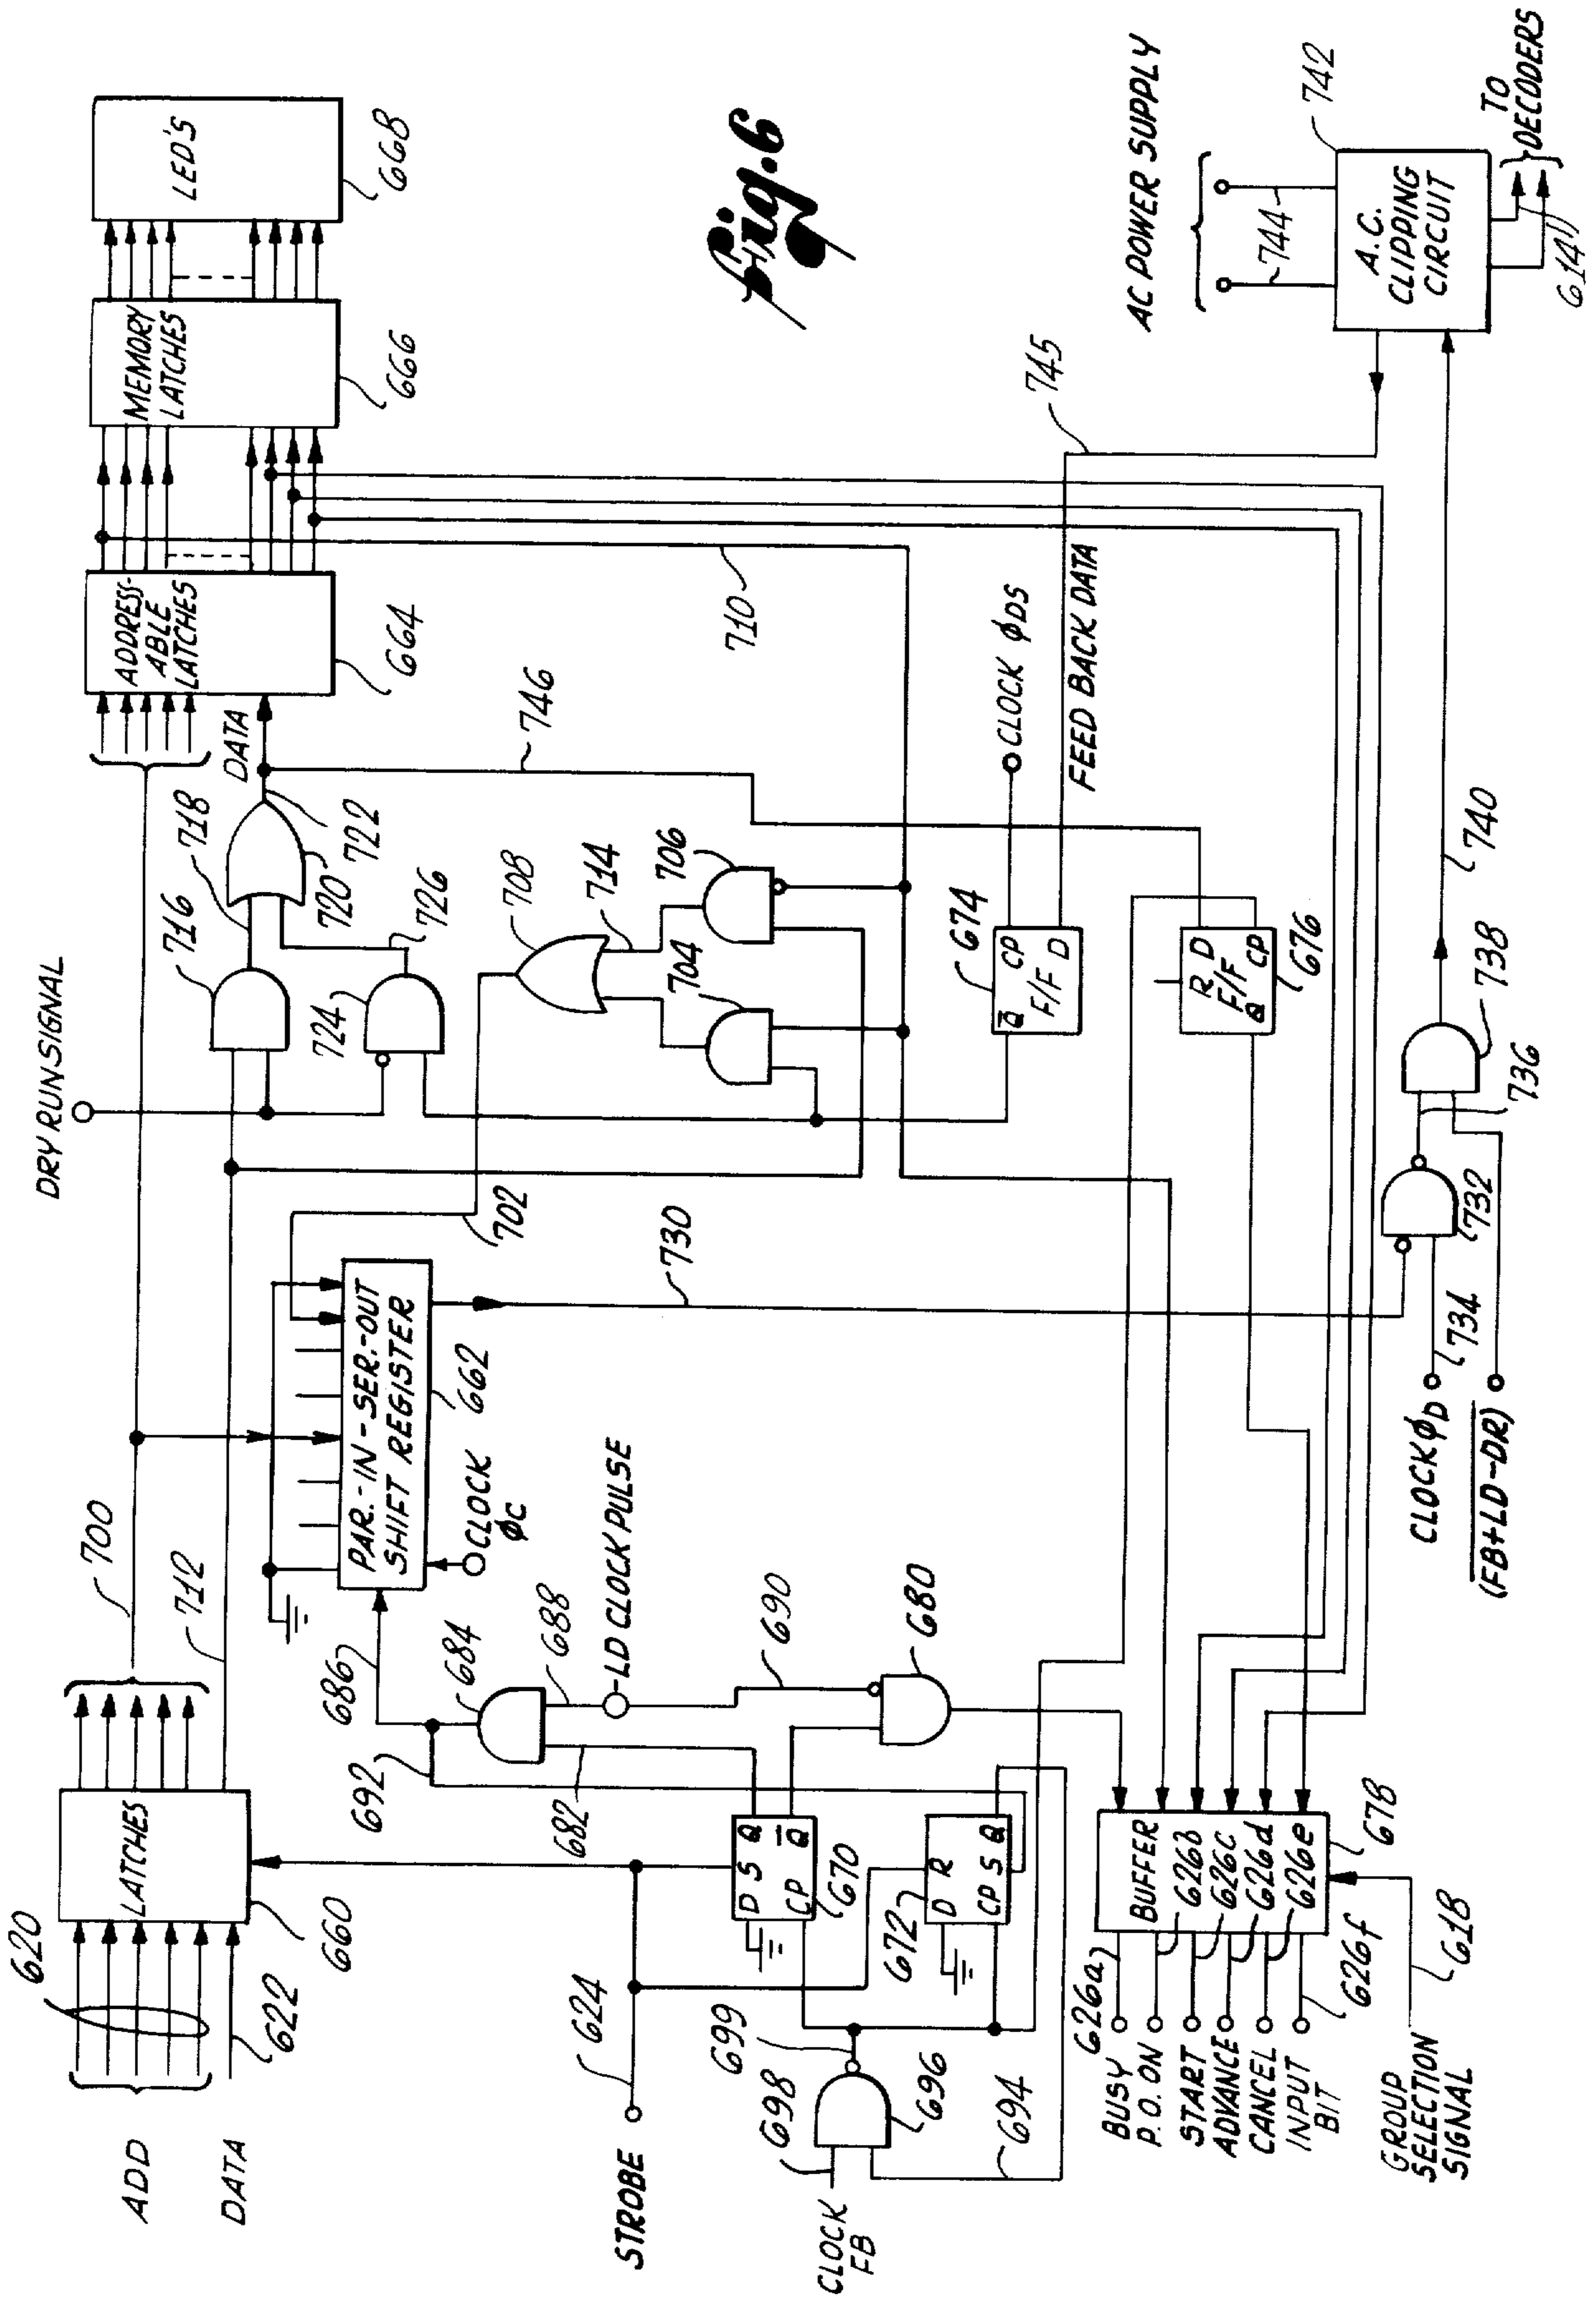 ADD
DATA
620
622
LATCHES
660
700
712
DRY RUN SIGNAL
716
718
724
726
720
722
DATA
746
ADDRESS-
ABLE
LATCHES
664
MEMORY
LATCHES
666
LED'S
668
STROBE
624
692
686
684
688
-LD CLOCK PULSE
690
680
682
PAR.-IN-SER.-OUT
SHIFT REGISTER
662
CLOCK
φC
702
730
708
714
704
706
710
D S Q
CP Q
670
672
D R
CP S Q
CLOCK
FB
698
699
696
694
674
Q CP
F/F D
CLOCK φDS
FEED BACK DATA
745
R D
F/F
Q CP
676
BUSY
P.O.ON
START
ADVANCE
CANCEL
INPUT
BIT
626a
BUFFER
626b
626c
626d
626e
626f
678
GROUP
SELECTION
SIGNAL
618
CLOCK φD
734
(FB+LD-DR)
732
736
738
740
AC POWER SUPPLY
744
A.C.
CLIPPING
CIRCUIT
742
614
TO
DECODERS
Fig.6